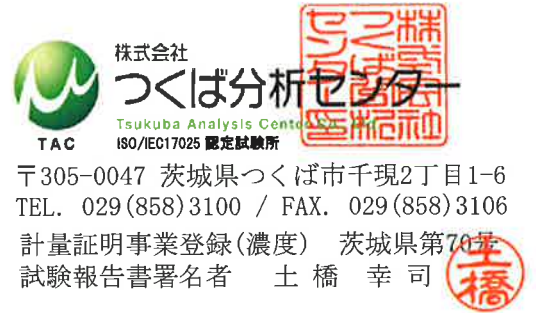 株式会社
つくば分析センター
Tsukuba Analysis Center Co., Ltd.
TAC
ISO/IEC17025 認定試験所
〒305-0047 茨城県つくば市千現2丁目1-6
TEL. 029(858)3100 / FAX. 029(858)3106
計量証明事業登録(濃度) 茨城県第70号
試験報告書署名者 土橋 幸司
土橋